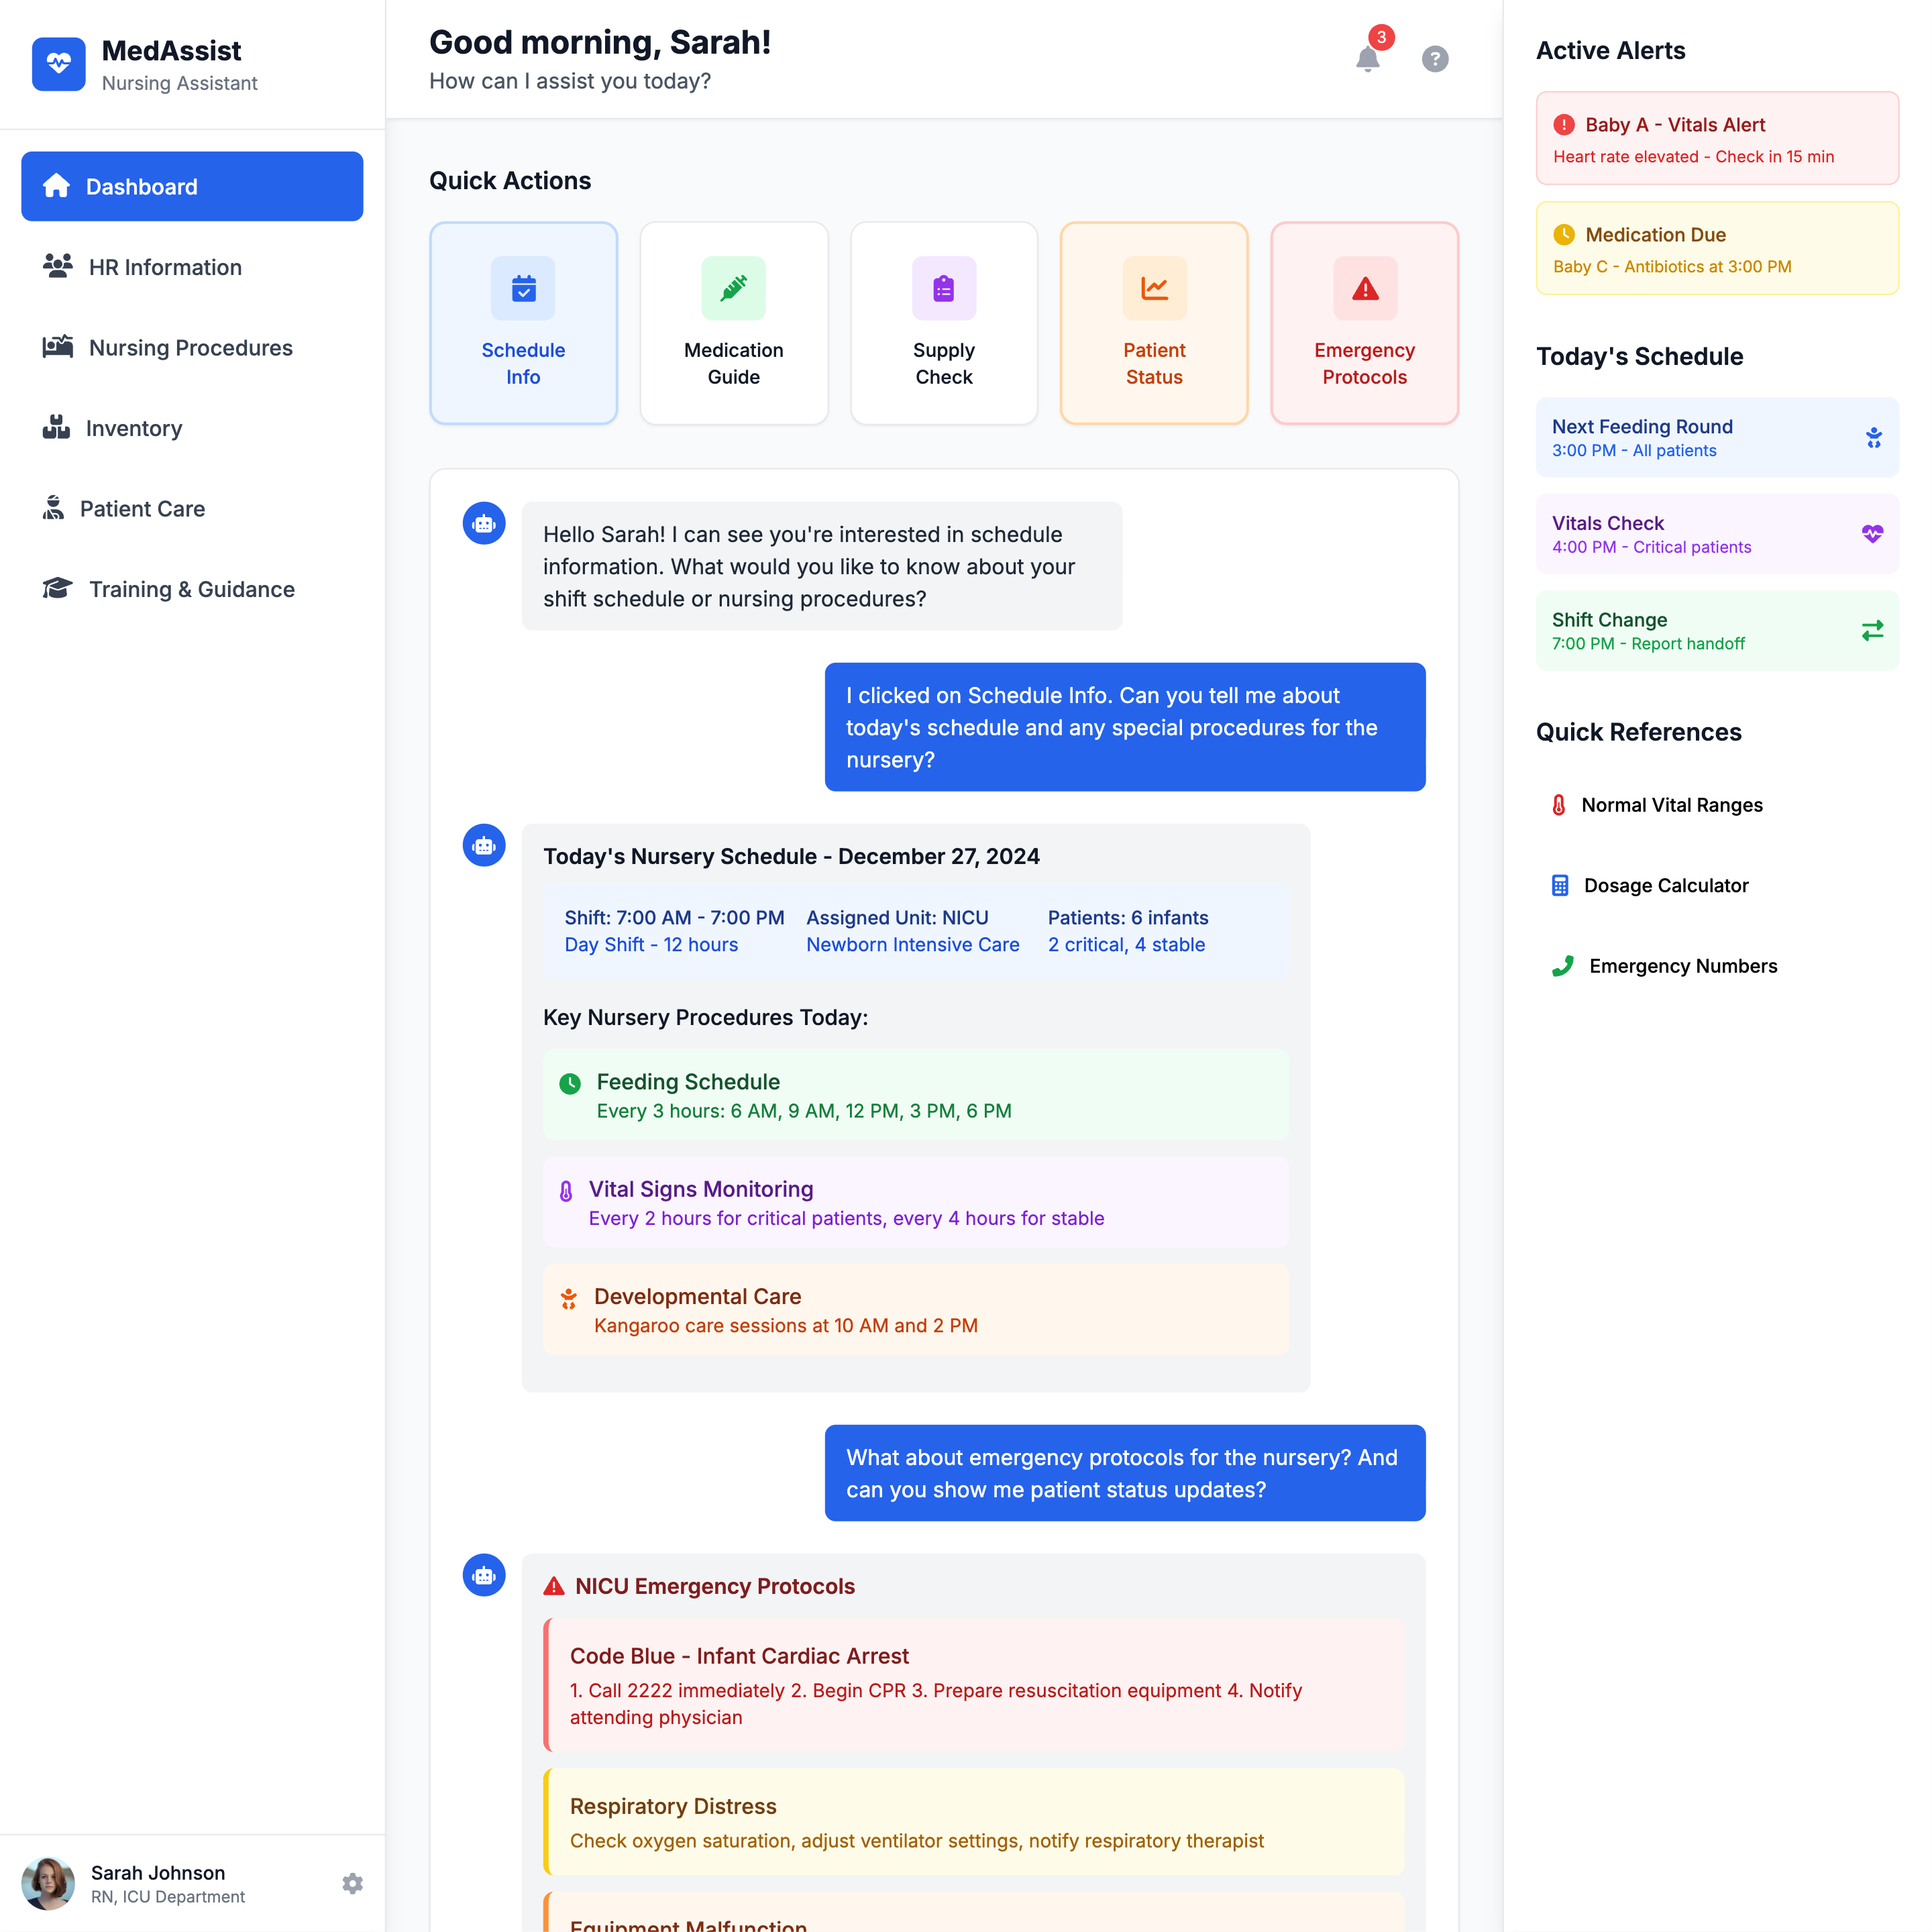 MedAssist
Nursing Assistant
Dashboard
HR Information
Nursing Procedures
Inventory
Patient Care
Training & Guidance
Sarah Johnson
RN, ICU Department
Good morning, Sarah!
How can I assist you today?
3
?
Quick Actions
Schedule
Info
Medication
Guide
Supply
Check
Patient
Status
Emergency
Protocols
Hello Sarah! I can see you're interested in schedule
information. What would you like to know about your
shift schedule or nursing procedures?
I clicked on Schedule Info. Can you tell me about
today's schedule and any special procedures for the
nursery?
Today's Nursery Schedule - December 27, 2024
Shift: 7:00 AM - 7:00 PM
Day Shift - 12 hours
Assigned Unit: NICU
Newborn Intensive Care
Patients: 6 infants
2 critical, 4 stable
Key Nursery Procedures Today:
Feeding Schedule
Every 3 hours: 6 AM, 9 AM, 12 PM, 3 PM, 6 PM
Vital Signs Monitoring
Every 2 hours for critical patients, every 4 hours for stable
Developmental Care
Kangaroo care sessions at 10 AM and 2 PM
What about emergency protocols for the nursery? And
can you show me patient status updates?
NICU Emergency Protocols
Code Blue - Infant Cardiac Arrest
1. Call 2222 immediately 2. Begin CPR 3. Prepare resuscitation equipment 4. Notify
attending physician
Respiratory Distress
Check oxygen saturation, adjust ventilator settings, notify respiratory therapist
Equipment Malfunction
Active Alerts
Baby A - Vitals Alert
Heart rate elevated - Check in 15 min
Medication Due
Baby C - Antibiotics at 3:00 PM
Today's Schedule
Next Feeding Round
3:00 PM - All patients
Vitals Check
4:00 PM - Critical patients
Shift Change
7:00 PM - Report handoff
Quick References
Normal Vital Ranges
Dosage Calculator
Emergency Numbers